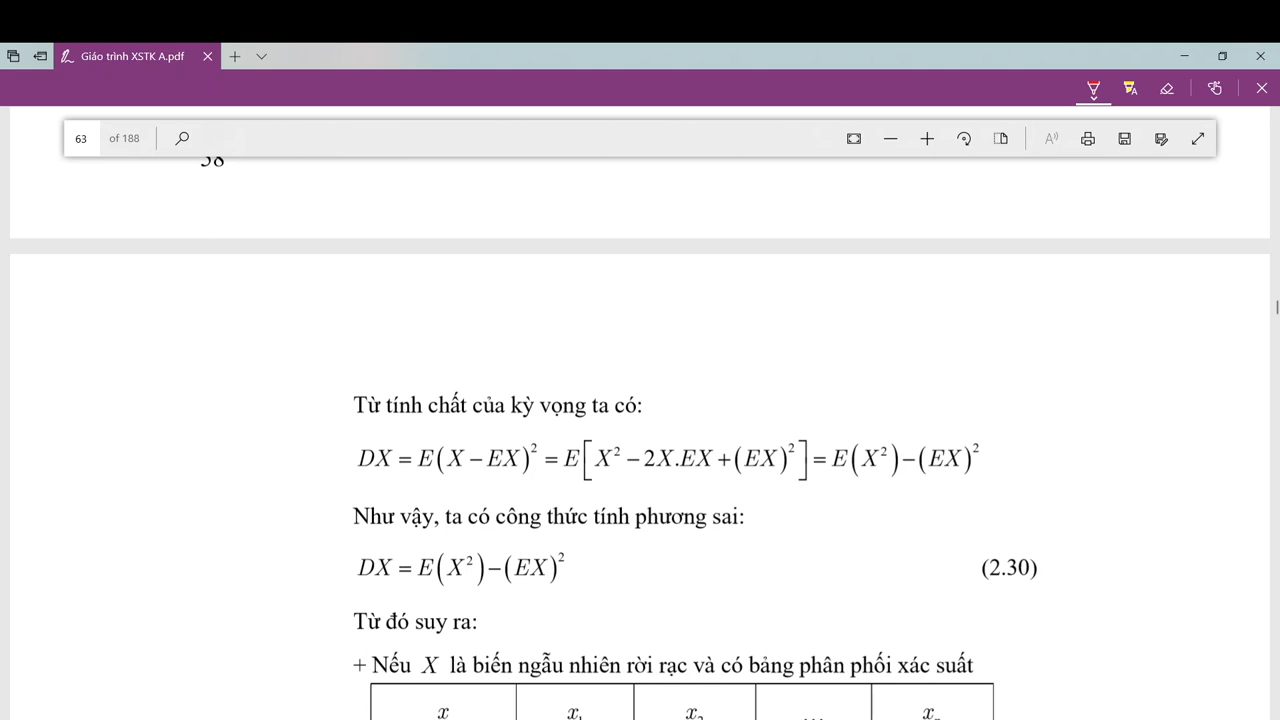 Giáo trình XSTK A.pdf
63 of 188
58
Từ tính chất của kỳ vọng ta có:
DX = E(X − EX)² = E[X² − 2X.EX + (EX)²] = E(X²) − (EX)²
Như vậy, ta có công thức tính phương sai:
DX = E(X²) − (EX)² (2.30)
Từ đó suy ra:
+ Nếu X là biến ngẫu nhiên rời rạc và có bảng phân phối xác suất
x x₁ x₂ ...